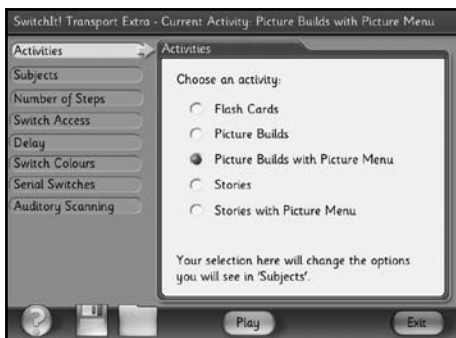 SwitchIt! Transport Extra - Current Activity: Picture Builds with Picture Menu
Activities
Subjects
Number of Steps
Switch Access
Delay
Switch Colours
Serial Switches
Auditory Scanning
Activities
Choose an activity:
Flash Cards
Picture Builds
Picture Builds with Picture Menu
Stories
Stories with Picture Menu
Your selection here will change the options
you will see in 'Subjects'.
?
Play
Exit